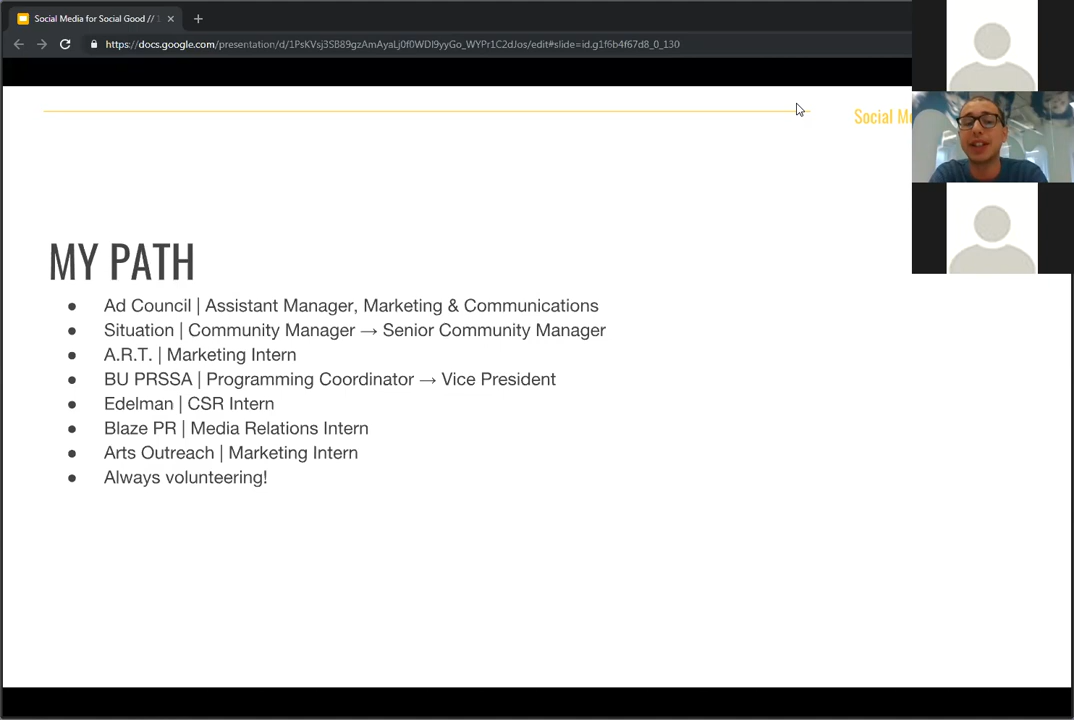 Social Media for Social Good // 1
https://docs.google.com/presentation/d/1PsKVsj3SB89gzAmAyaLj0f0WDl9yyGo_WYPr1C2dJos/edit#slide=id.g1f6b4f67d8_0_130
Social
MY PATH
● Ad Council | Assistant Manager, Marketing & Communications
● Situation | Community Manager → Senior Community Manager
● A.R.T. | Marketing Intern
● BU PRSSA | Programming Coordinator → Vice President
● Edelman | CSR Intern
● Blaze PR | Media Relations Intern
● Arts Outreach | Marketing Intern
● Always volunteering!